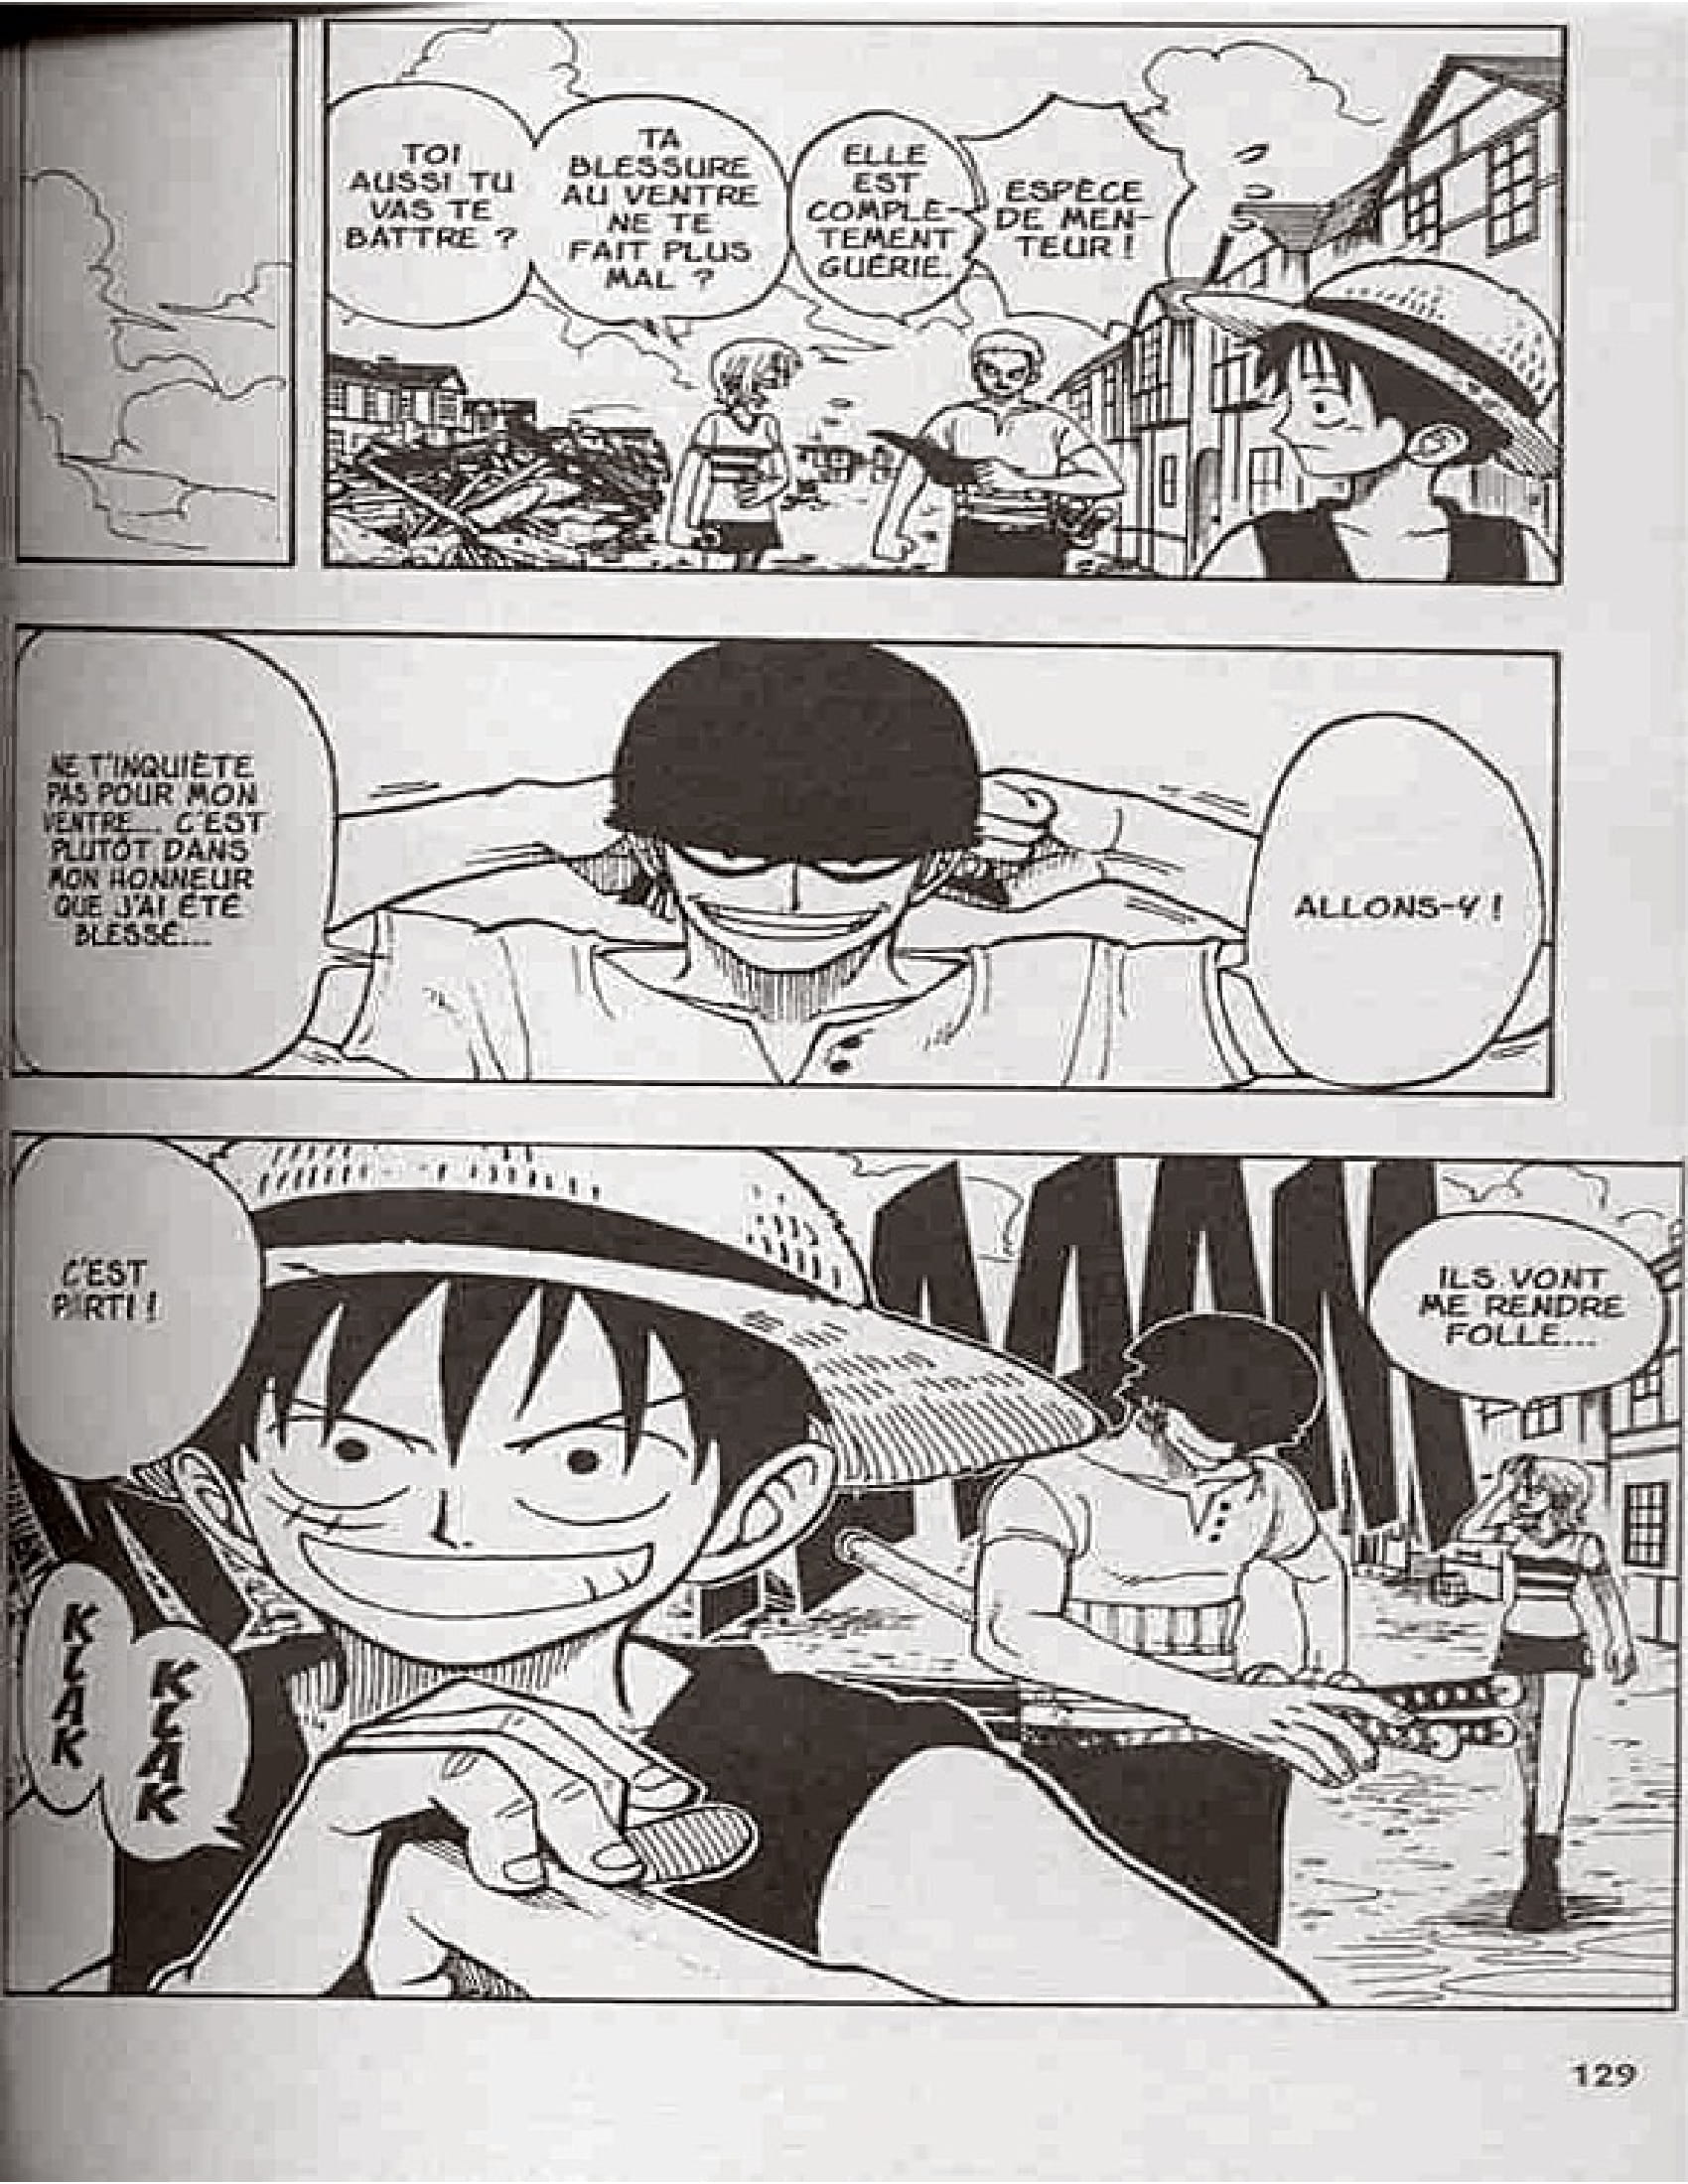 TOI
AUSSI TU
VAS TE
BATTRE ?
TA
BLESSURE
AU VENTRE
NE TE
FAIT PLUS
MAL ?
ELLE
EST
COMPLÈ-
TEMENT
GUÉRIE.
ESPÈCE
DE MEN-
TEUR !
NE T'INQUIÈTE
PAS POUR MON
VENTRE... C'EST
PLUTÔT DANS
MON HONNEUR
QUE J'AI ÉTÉ
BLESSÉ...
ALLONS-Y !
C'EST
PARTI !
KLAK
KLAK
ILS VONT
ME RENDRE
FOLLE...
129